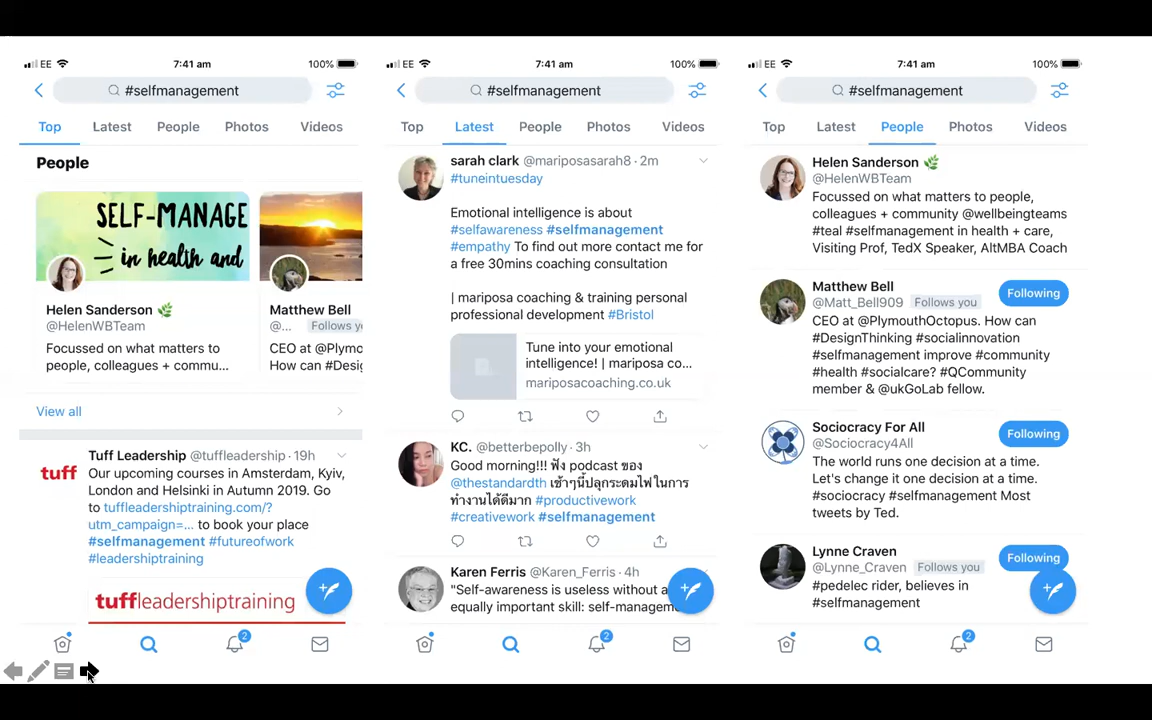 EE 7:41 am 100%
#selfmanagement
Top Latest People Photos Videos
People
SELF-MANAGE
in health and
Helen Sanderson
@HelenWBTeam
Focussed on what matters to
people, colleagues + commu...
Matthew Bell
@... Follows y
CEO at @Plymo
How can #Desig
View all
Tuff Leadership @tuffleadership · 19h
tuff
Our upcoming courses in Amsterdam, Kyiv,
London and Helsinki in Autumn 2019. Go
to tuffleadershiptraining.com/?
utm_campaign=... to book your place
#selfmanagement #futureofwork
#leadershiptraining
tuffleadershiptraining
2
EE 7:41 am 100%
#selfmanagement
Top Latest People Photos Videos
sarah clark @mariposasarah8 · 2m
#tuneintuesday
Emotional intelligence is about
#selfawareness #selfmanagement
#empathy To find out more contact me for
a free 30mins coaching consultation
| mariposa coaching & training personal
professional development #Bristol
Tune into your emotional
intelligence! | mariposa co...
mariposacoaching.co.uk
KC. @betterbepolly · 3h
Good morning!!! ฟัง podcast ของ
@thestandardth เช้าๆนี้ปลุกระดมไฟในการ
ทำงานได้ดีมาก #productivework
#creativework #selfmanagement
Karen Ferris @Karen_Ferris · 4h
"Self-awareness is useless without a
equally important skill: self-managem
2
EE 7:41 am 100%
#selfmanagement
Top Latest People Photos Videos
Helen Sanderson
@HelenWBTeam
Focussed on what matters to people,
colleagues + community @wellbeingteams
#teal #selfmanagement in health + care,
Visiting Prof, TedX Speaker, AltMBA Coach
Matthew Bell
@Matt_Bell909 Follows you
Following
CEO at @PlymouthOctopus. How can
#DesignThinking #socialinnovation
#selfmanagement improve #community
#health #socialcare? #QCommunity
member & @ukGoLab fellow.
Sociocracy For All
@Sociocracy4All
Following
The world runs one decision at a time.
Let's change it one decision at a time.
#sociocracy #selfmanagement Most
tweets by Ted.
Lynne Craven
@Lynne_Craven Follows you
Following
#pedelec rider, believes in
#selfmanagement
2